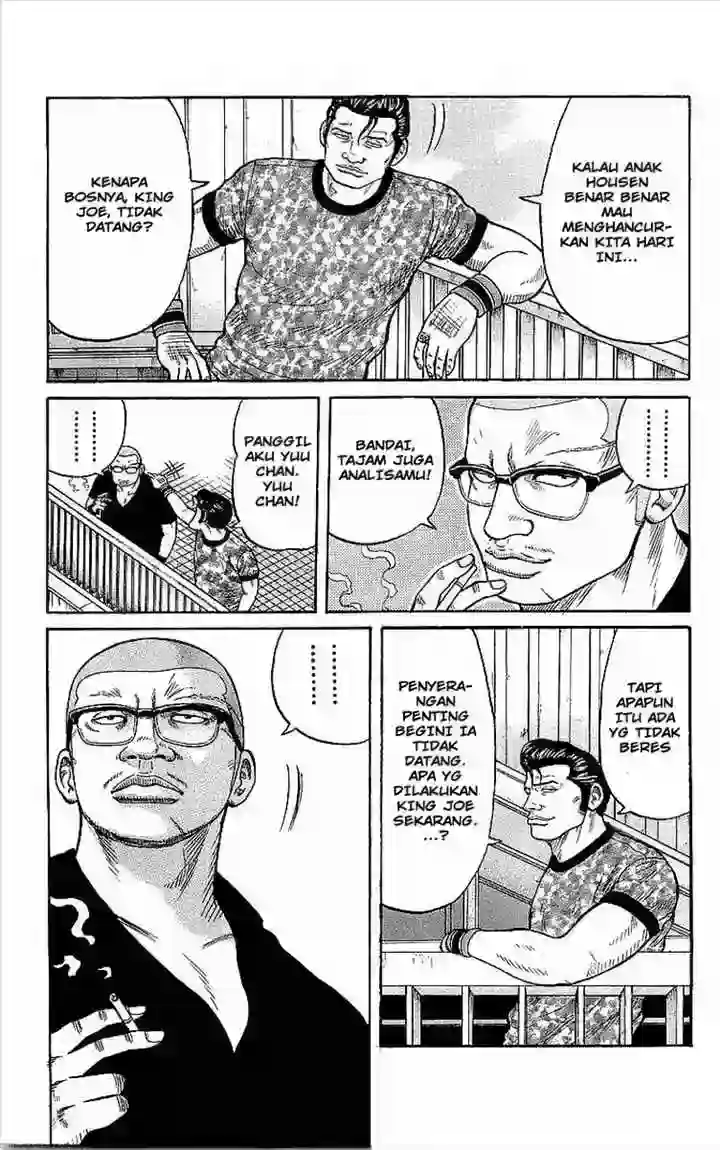 KALAU ANAK
HOUSEN
BENAR BENAR
MAU
MENGHANCUR-
KAN KITA HARI
INI...
KENAPA
BOSNYA, KING
JOE, TIDAK
DATANG?
BANDAI,
TAJAM JUGA
ANALISAMU!
PANGGIL
AKU YUU
CHAN.
YUU
CHAN!
TAPI
APAPUN
ITU ADA
YG TIDAK
BERES
PENYERA-
NGAN
PENTING
BEGINI IA
TIDAK
DATANG.
APA YG
DILAKUKAN
KING JOE
SEKARANG.
...?